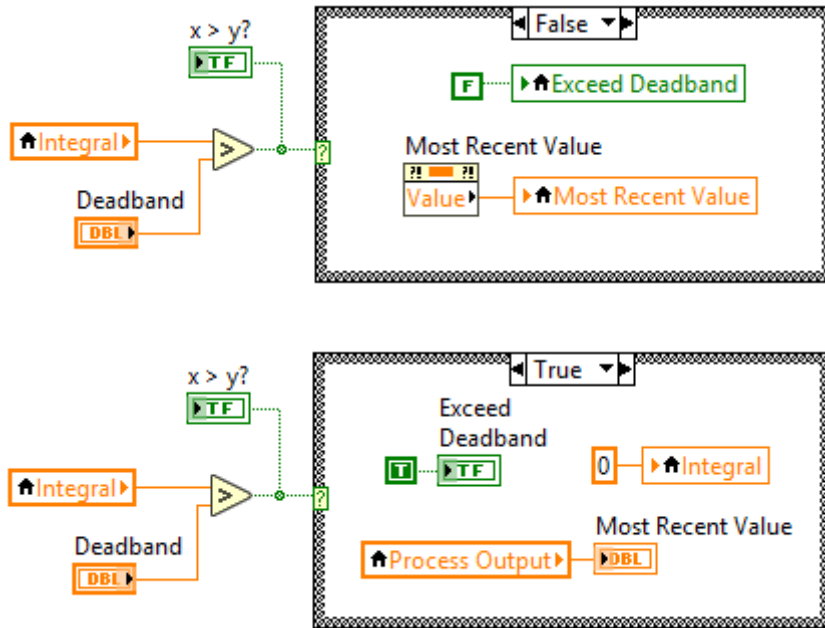 x > y?
False
TF
F
Exceed Deadband
Integral
>
?
Most Recent Value
?! ?!
Deadband
Value
Most Recent Value
DBL
x > y?
True
TF
Exceed
Deadband
T
TF
0
Integral
Integral
>
?
Most Recent Value
Deadband
Process Output
DBL
DBL